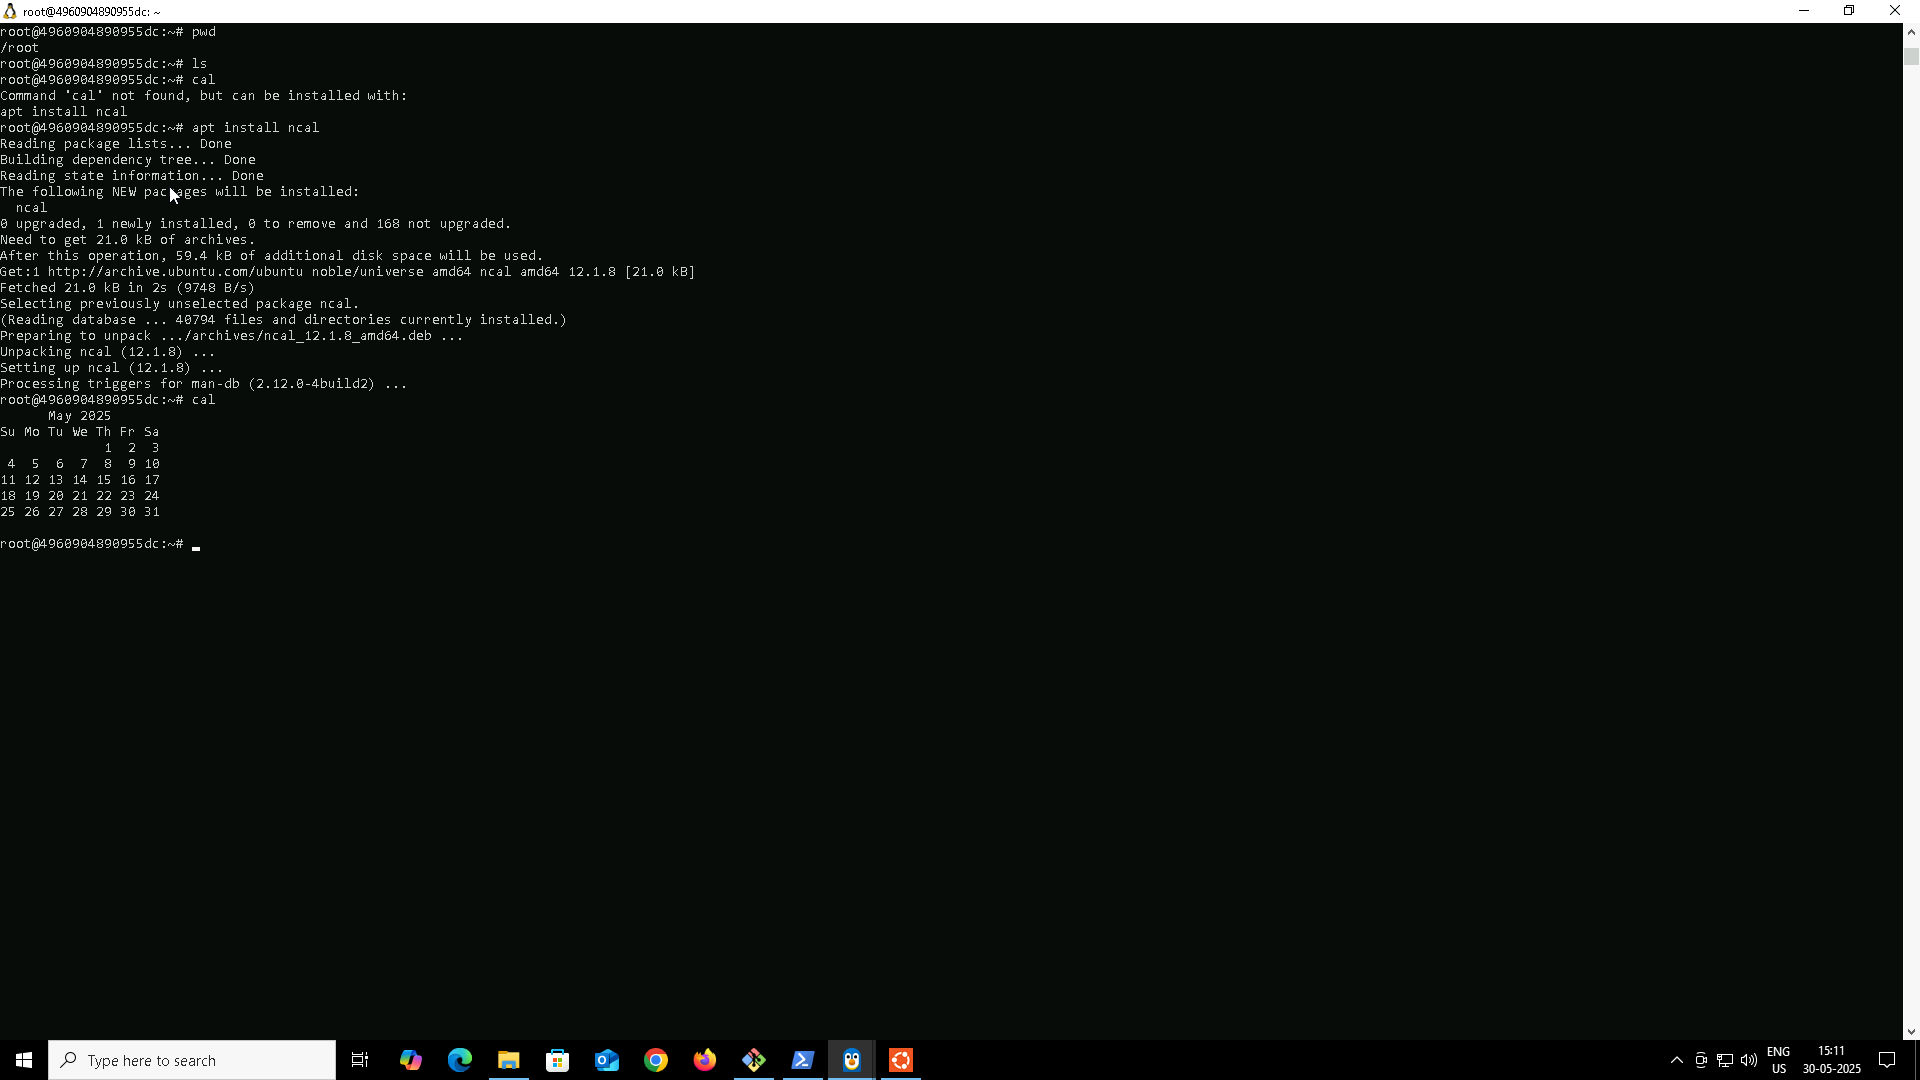 root@4960904890955dc: ~
root@4960904890955dc:~# pwd
/root
root@4960904890955dc:~# ls
root@4960904890955dc:~# cal
Command 'cal' not found, but can be installed with:
apt install ncal
root@4960904890955dc:~# apt install ncal
Reading package lists... Done
Building dependency tree... Done
Reading state information... Done
The following NEW packages will be installed:
  ncal
0 upgraded, 1 newly installed, 0 to remove and 168 not upgraded.
Need to get 21.0 kB of archives.
After this operation, 59.4 kB of additional disk space will be used.
Get:1 http://archive.ubuntu.com/ubuntu noble/universe amd64 ncal amd64 12.1.8 [21.0 kB]
Fetched 21.0 kB in 2s (9748 B/s)
Selecting previously unselected package ncal.
(Reading database ... 40794 files and directories currently installed.)
Preparing to unpack .../archives/ncal_12.1.8_amd64.deb ...
Unpacking ncal (12.1.8) ...
Setting up ncal (12.1.8) ...
Processing triggers for man-db (2.12.0-4build2) ...
root@4960904890955dc:~# cal
      May 2025
Su Mo Tu We Th Fr Sa
             1  2  3
 4  5  6  7  8  9 10
11 12 13 14 15 16 17
18 19 20 21 22 23 24
25 26 27 28 29 30 31
root@4960904890955dc:~#
Type here to search
ENG
US
15:11
30-05-2025